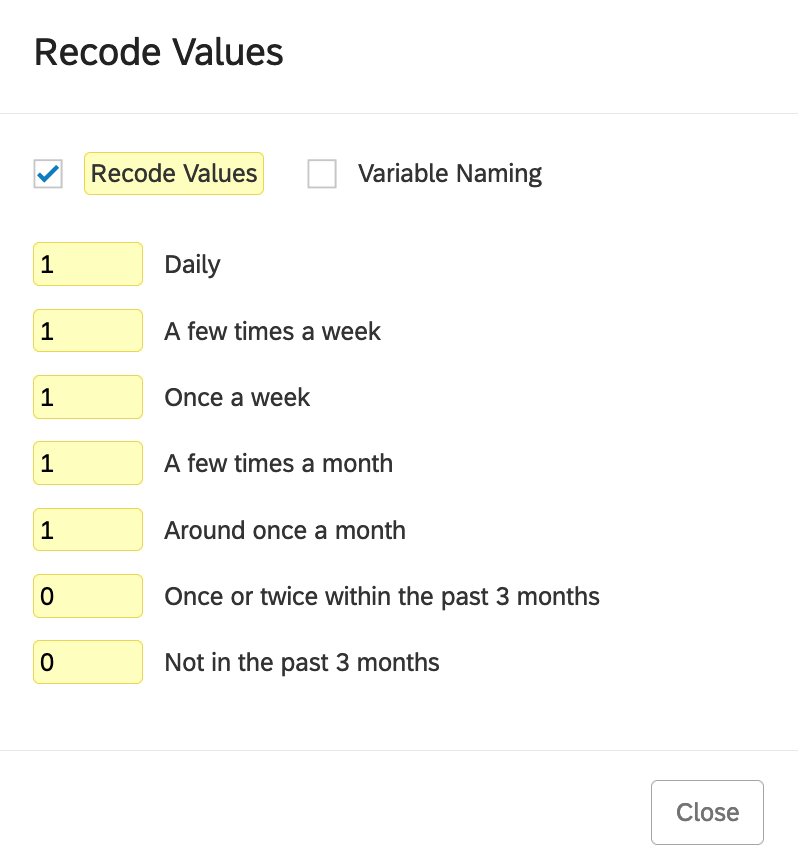 Recode Values
Recode Values Variable Naming
1 Daily
1 A few times a week
1 Once a week
1 A few times a month
1 Around once a month
0 Once or twice within the past 3 months
0 Not in the past 3 months
Close